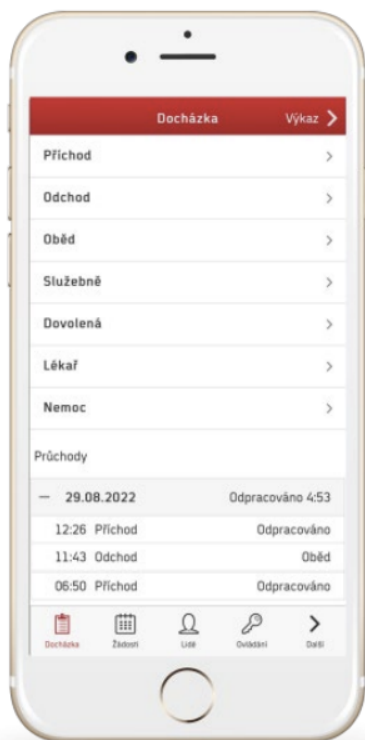 Docházka Výkaz
Příchod
Odchod
Oběd
Služebně
Dovolená
Lékař
Nemoc
Průchody
29.08.2022 Odpracováno 4:53
12:26 Příchod Odpracováno
11:43 Odchod Oběd
06:50 Příchod Odpracováno
Docházka Žádosti Lidé Ovládání Další